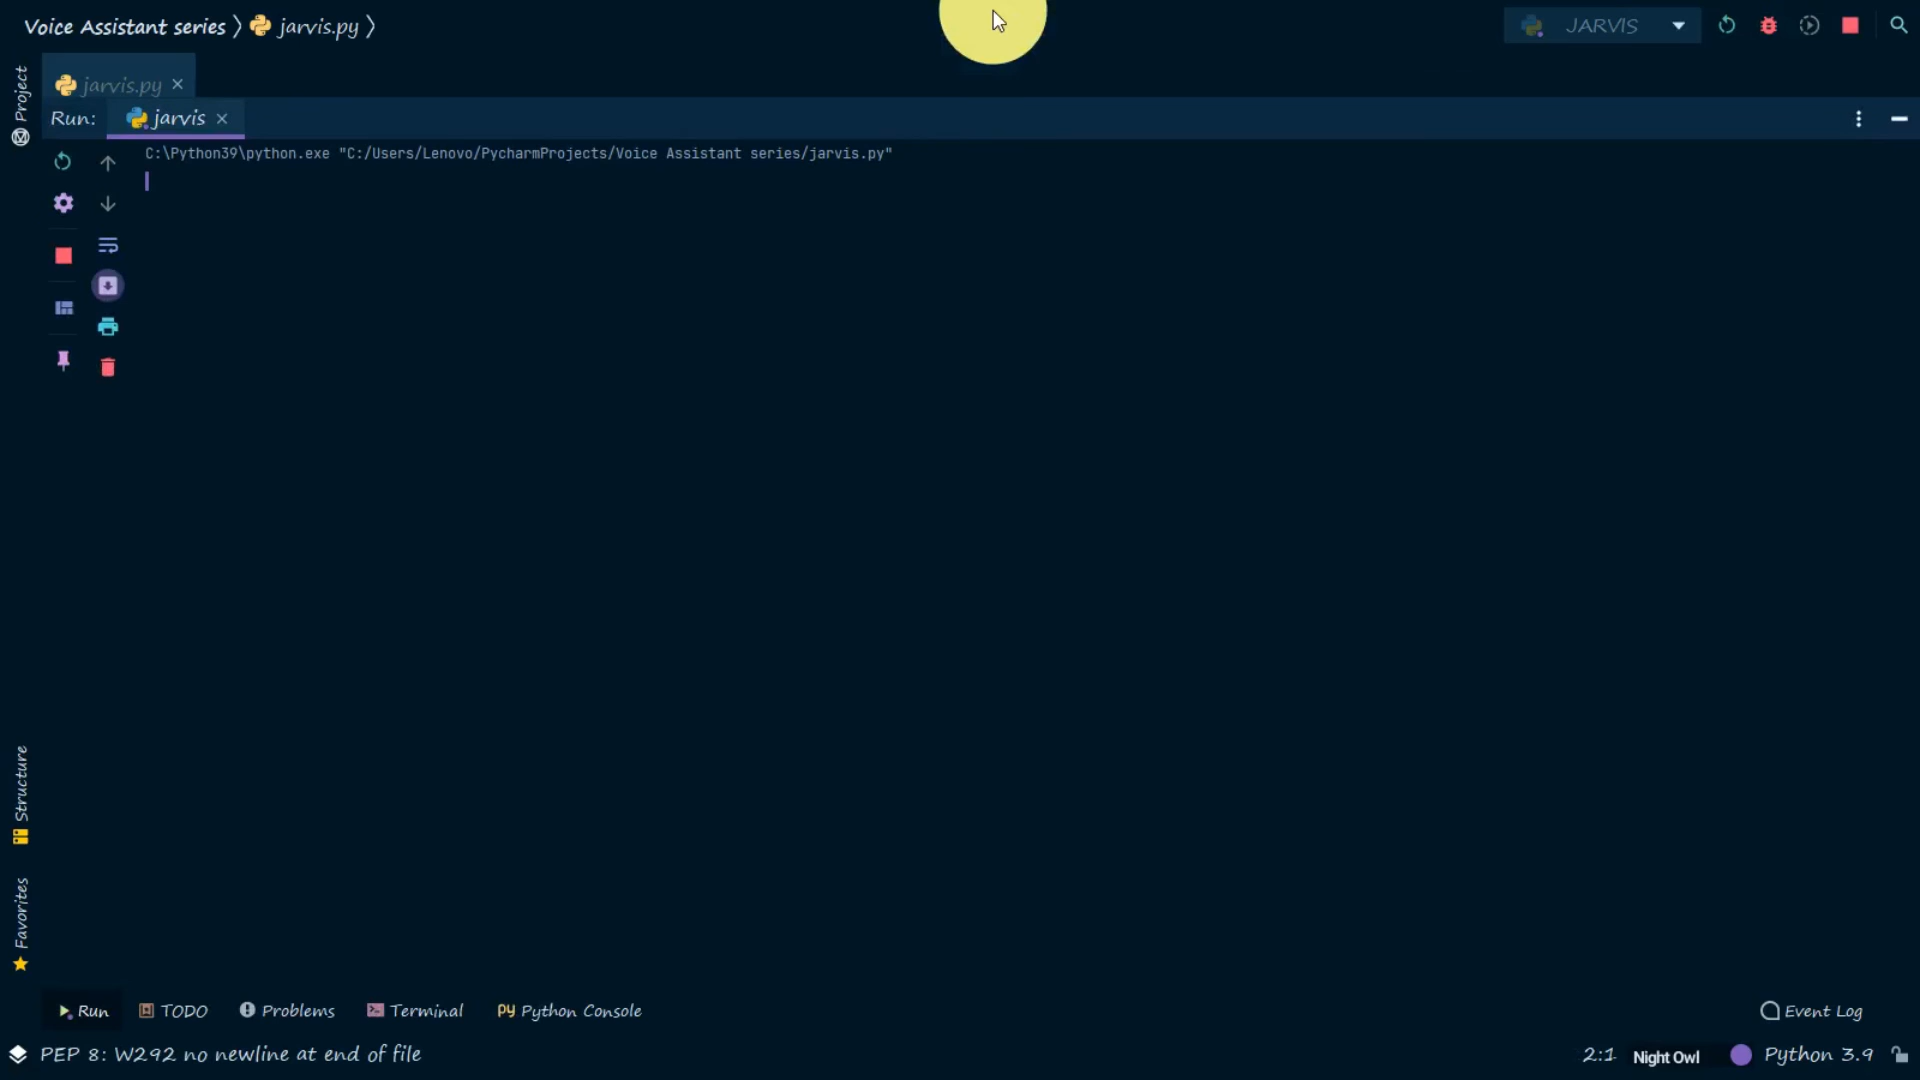 Voice Assistant series 〉 jarvis.py 〉
JARVIS
Project
jarvis.py
Run: jarvis
C:\Python39\python.exe "C:/Users/Lenovo/PycharmProjects/Voice Assistant series/jarvis.py"
Structure
Favorites
Run TODO Problems Terminal Python Console Event Log
PEP 8: W292 no newline at end of file 2:1 Night Owl Python 3.9